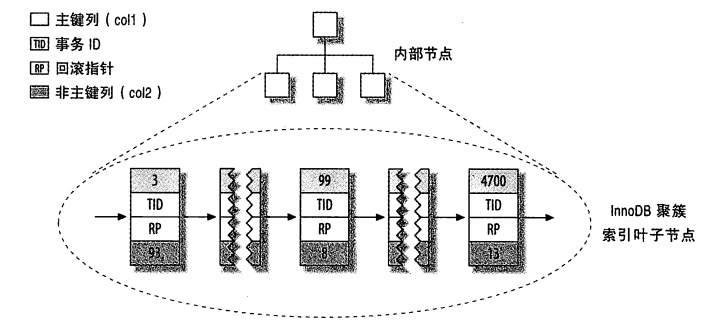 主键列（col1）
TID 事务 ID
RP 回滚指针
非主键列（col2）
内部节点
3 99 4700
TID TID TID
RP RP RP
93 8 13
InnoDB 聚簇
索引叶子节点